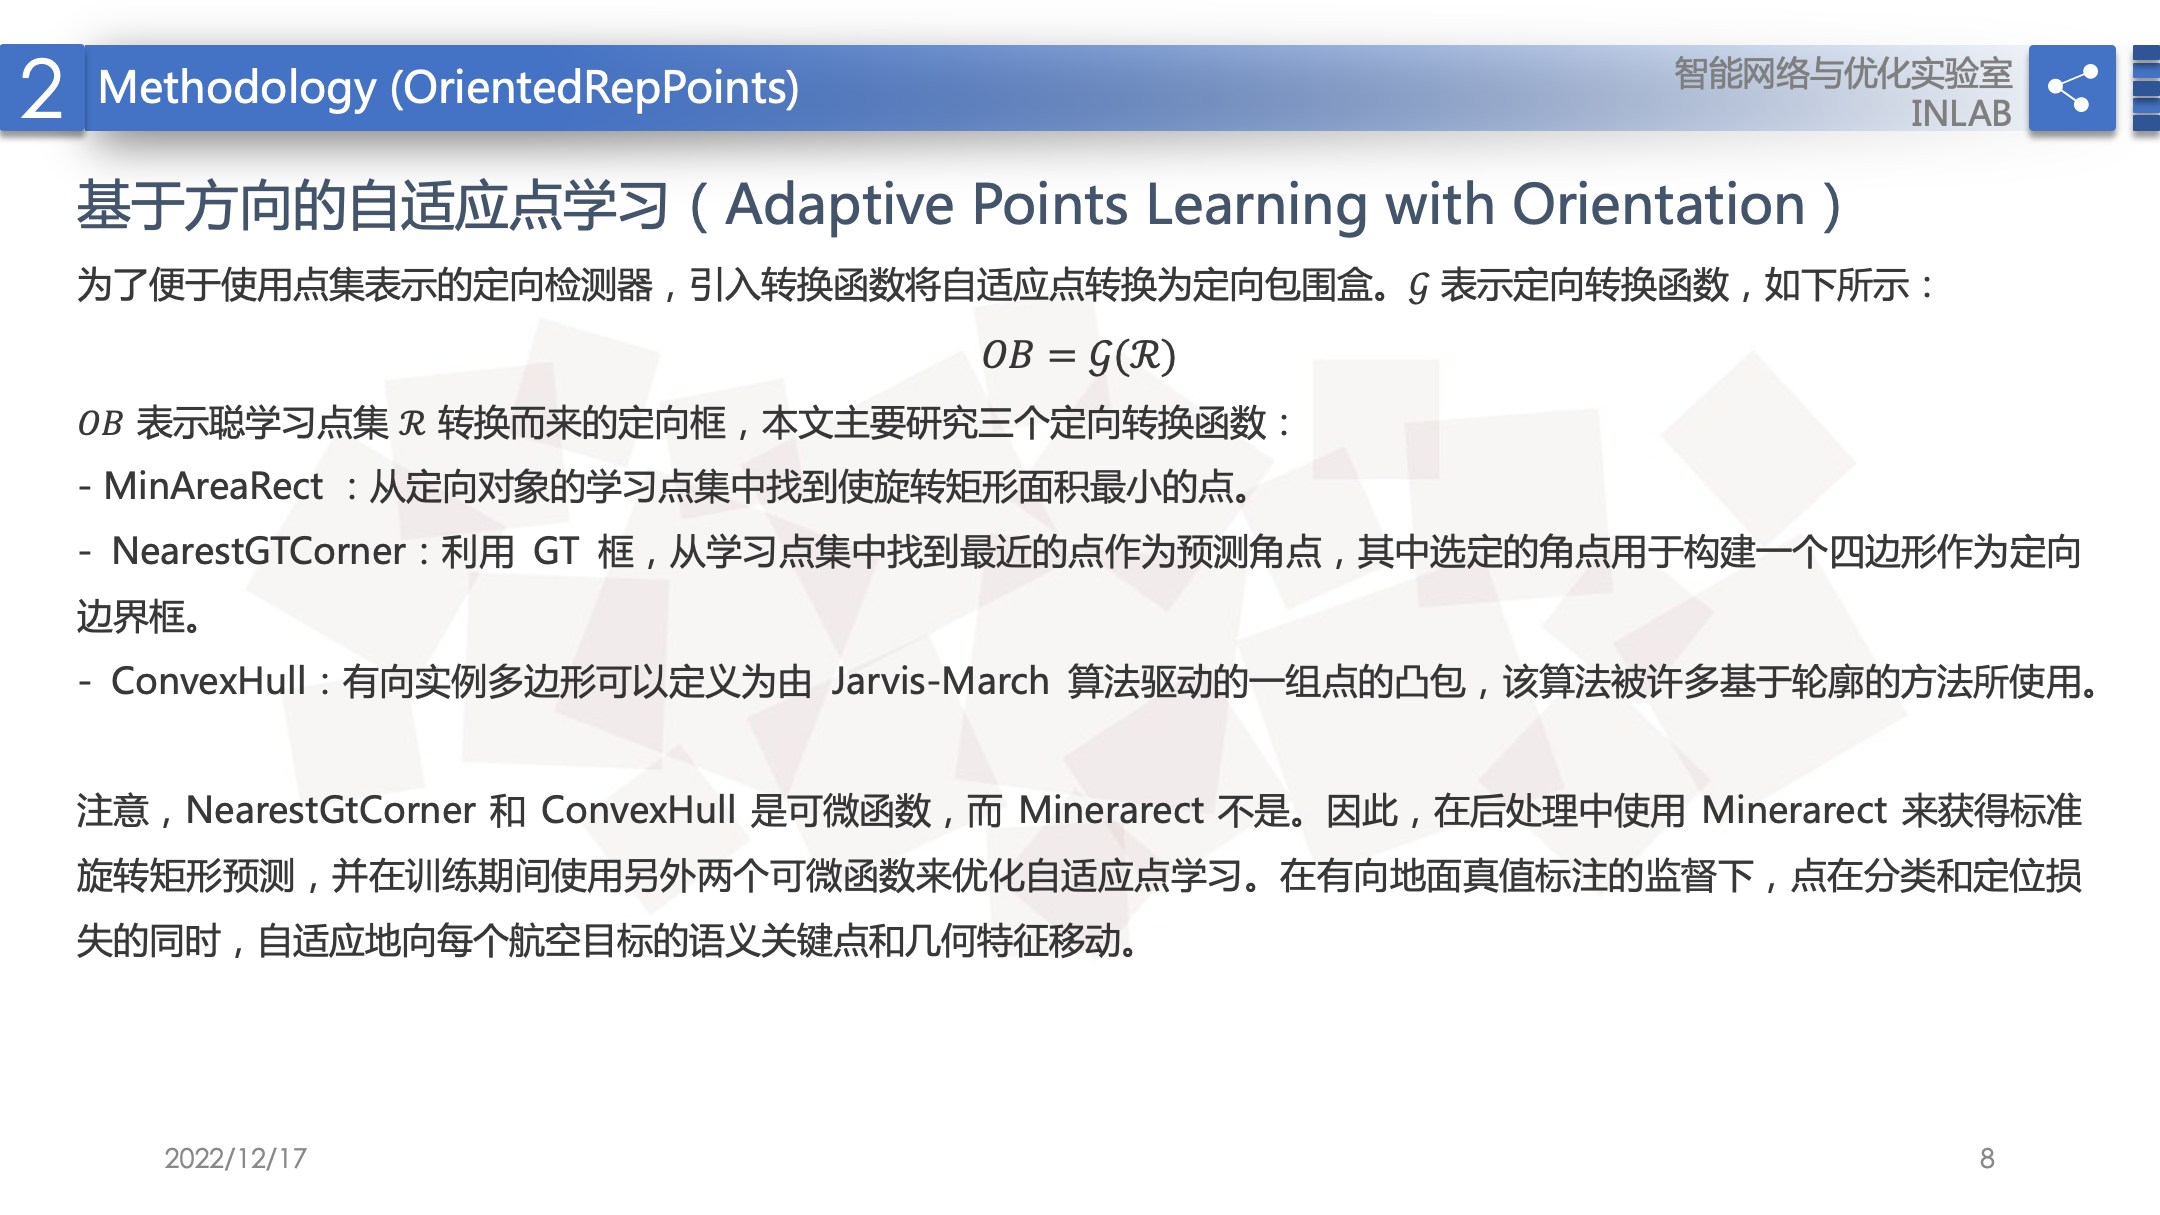 2
Methodology (OrientedRepPoints)
智能网络与优化实验室
INLAB
基于方向的自适应点学习（Adaptive Points Learning with Orientation）
为了便于使用点集表示的定向检测器，引入转换函数将自适应点转换为定向包围盒。𝒢 表示定向转换函数，如下所示：
𝑂𝐵 = 𝒢(ℛ)
𝑂𝐵 表示聪学习点集 ℛ 转换而来的定向框，本文主要研究三个定向转换函数：
- MinAreaRect ：从定向对象的学习点集中找到使旋转矩形面积最小的点。
- NearestGTCorner：利用 GT 框，从学习点集中找到最近的点作为预测角点，其中选定的角点用于构建一个四边形作为定向
边界框。
- ConvexHull：有向实例多边形可以定义为由 Jarvis-March 算法驱动的一组点的凸包，该算法被许多基于轮廓的方法所使用。
注意，NearestGtCorner 和 ConvexHull 是可微函数，而 Minerarect 不是。因此，在后处理中使用 Minerarect 来获得标准
旋转矩形预测，并在训练期间使用另外两个可微函数来优化自适应点学习。在有向地面真值标注的监督下，点在分类和定位损
失的同时，自适应地向每个航空目标的语义关键点和几何特征移动。
2022/12/17
8